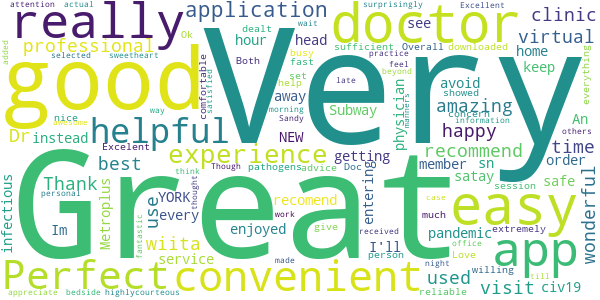 attention
actual
really
application
doctor
surprisingly
Excellent
wait
Ok
dealt
see
clinic
professional
hour
head
busy
sufficient
Overall
downloaded
virtual
added
selected
sweetheart
Both
fast
practice
home
everything
good
Very
comfortable
satisfied
set
help
feel
beyond
keep
nice
way
away
late
avoid
showed
Dr
helpful
morning
Subway
physician
manners
amazing
concern
information
An
instead
awesome
Sandy
NEW
happy
others
time
Excelent
infectious
best
experience
getting
recommend
order
Great
Though
pathogens
advice
Doc
member
sn
wonderful
Thank
think
entering
satay
session
safe
personal
YORK
recomend
case
Metroplus
use
every
thought
work
give
received
much
pandemic
easy
Im
fantastic
enjoyed
I'll
extremely
wiita
person
office
app
service
made
night
Love
willing
till
Perfect
convenient
used
visit
civ19
reliable
appreciate
bedside
highlycourteous